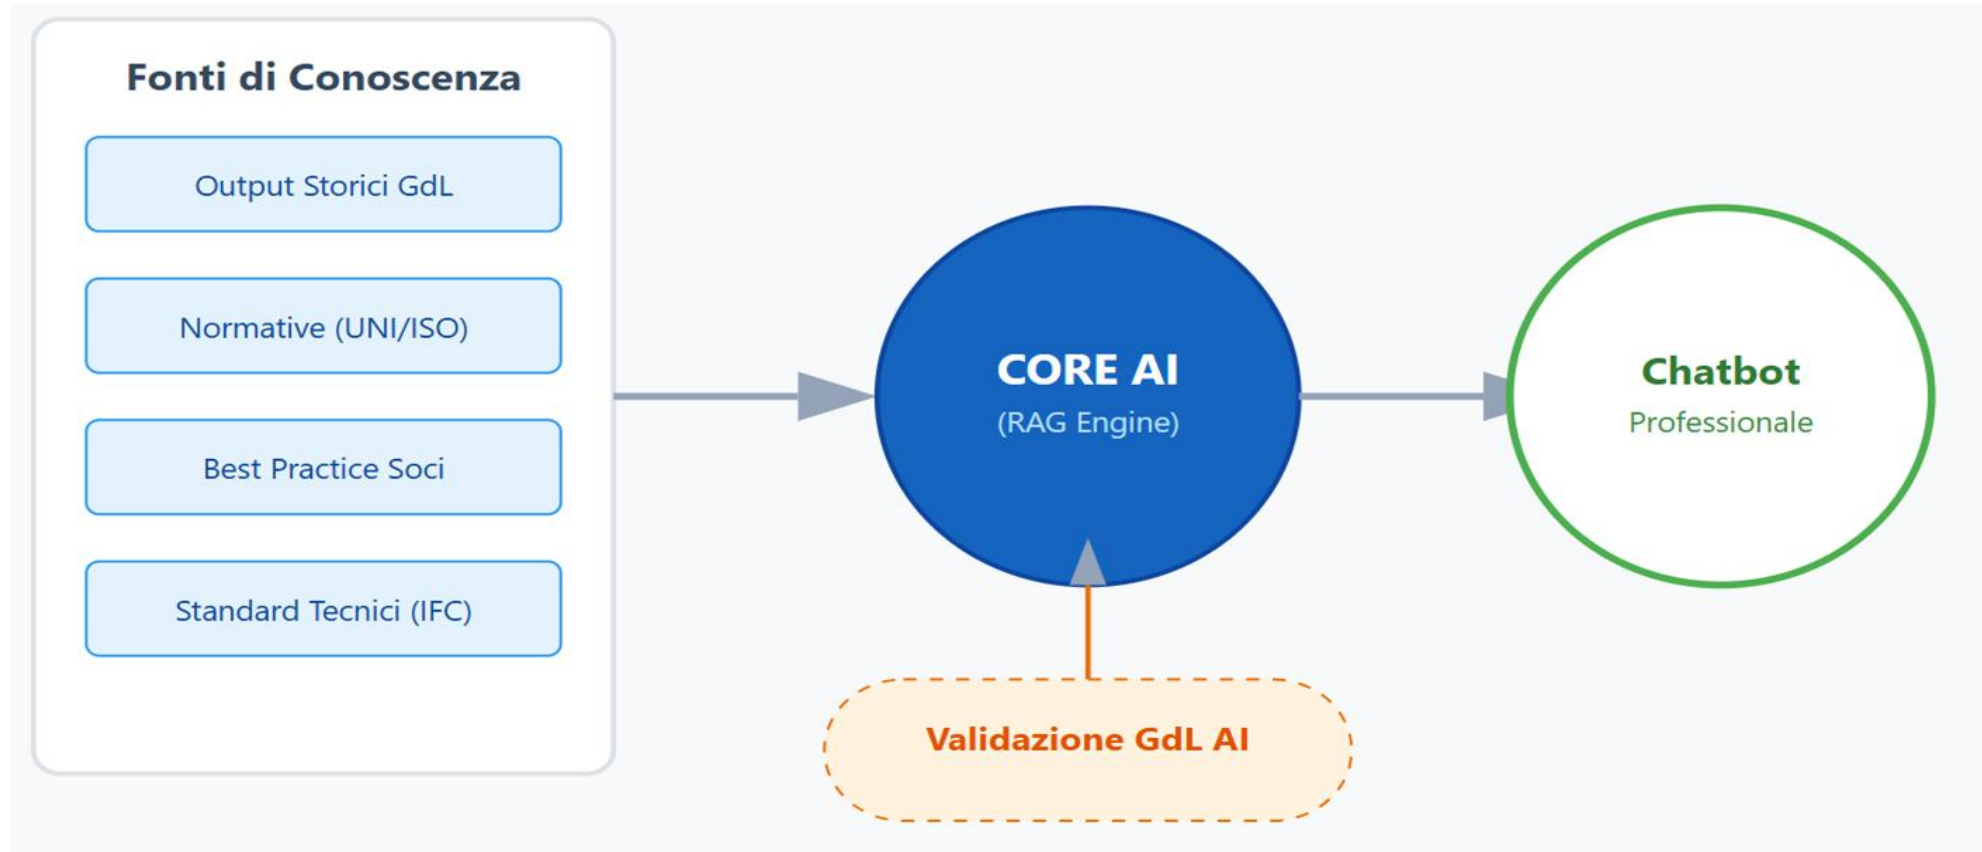 Fonti di Conoscenza
Output Storici GdL
Normative (UNI/ISO)
Best Practice Soci
Standard Tecnici (IFC)
CORE AI
(RAG Engine)
Validazione GdL AI
Chatbot
Professionale